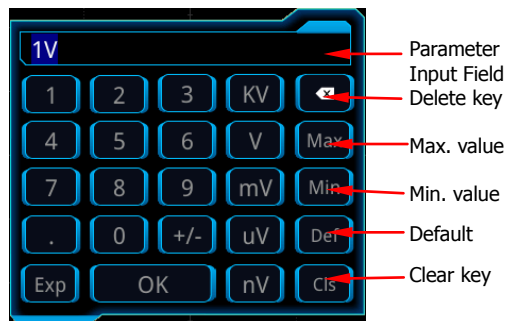 1V
Parameter
Input Field
1 2 3 KV
Delete key
4 5 6 V Max
Max. value
7 8 9 mV Min
Min. value
. 0 +/- uV Def
Default
Exp OK nV Cls
Clear key